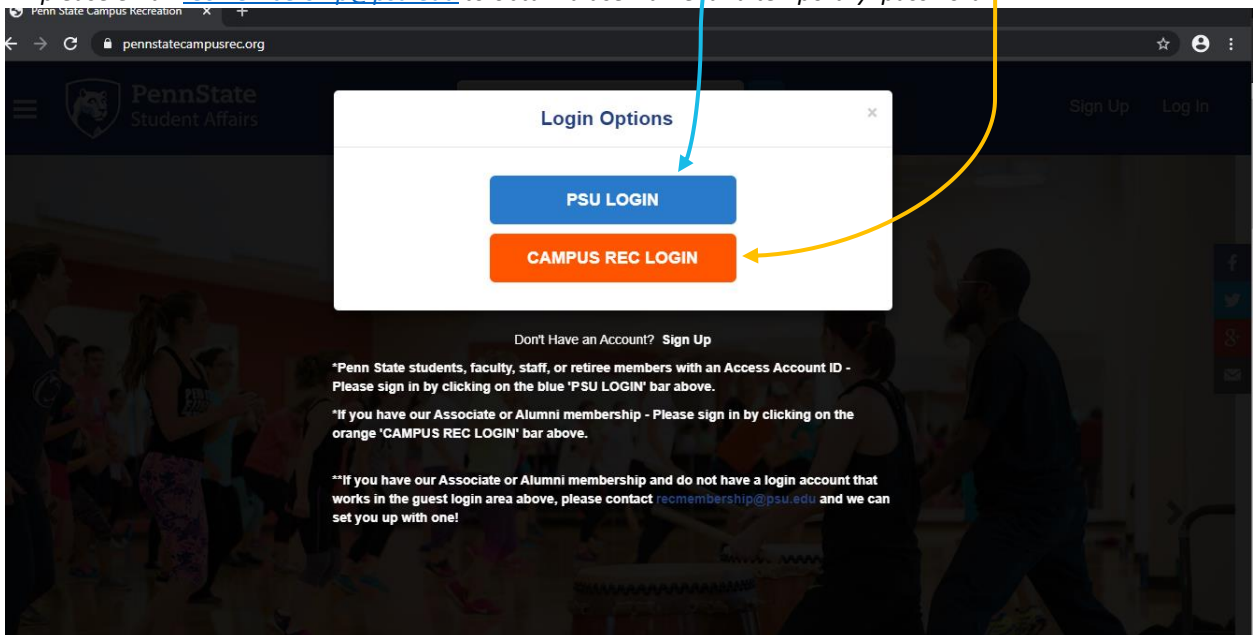 Penn State Campus Recreation × +
pennstatecampusrec.org
PennState
Student Affairs
Sign Up Log In
Login Options ×
PSU LOGIN
CAMPUS REC LOGIN
Don't Have an Account? Sign Up
*Penn State students, faculty, staff, or retiree members with an Access Account ID -
Please sign in by clicking on the blue 'PSU LOGIN' bar above.
*If you have our Associate or Alumni membership - Please sign in by clicking on the
orange 'CAMPUS REC LOGIN' bar above.
**If you have our Associate or Alumni membership and do not have a login account that
works in the guest login area above, please contact recmembership@psu.edu and we can
set you up with one!